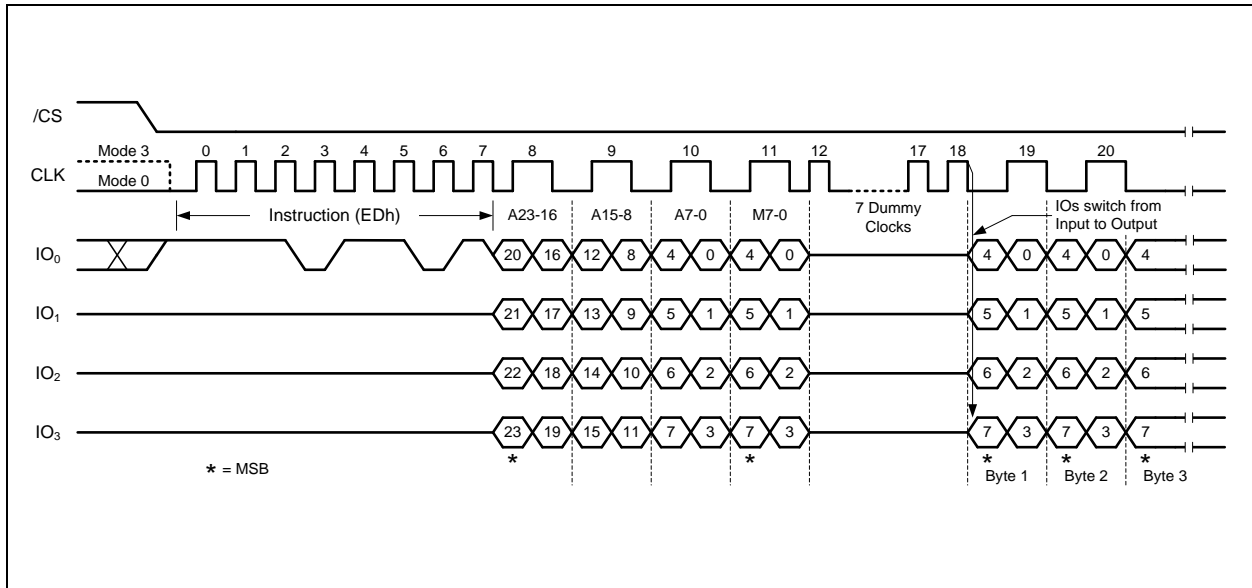 /CS
Mode 3 0 1 2 3 4 5 6 7 8 9 10 11 12 17 18 19 20
CLK
Mode 0
Instruction (EDh) A23-16 A15-8 A7-0 M7-0 7 Dummy IOs switch from
Clocks Input to Output
IO₀ 20 16 12 8 4 0 4 0 4 0 4 0 4
IO₁ 21 17 13 9 5 1 5 1 5 1 5 1 5
IO₂ 22 18 14 10 6 2 6 2 6 2 6 2 6
IO₃ 23 19 15 11 7 3 7 3 7 3 7 3 7
* * * * *
* = MSB Byte 1 Byte 2 Byte 3